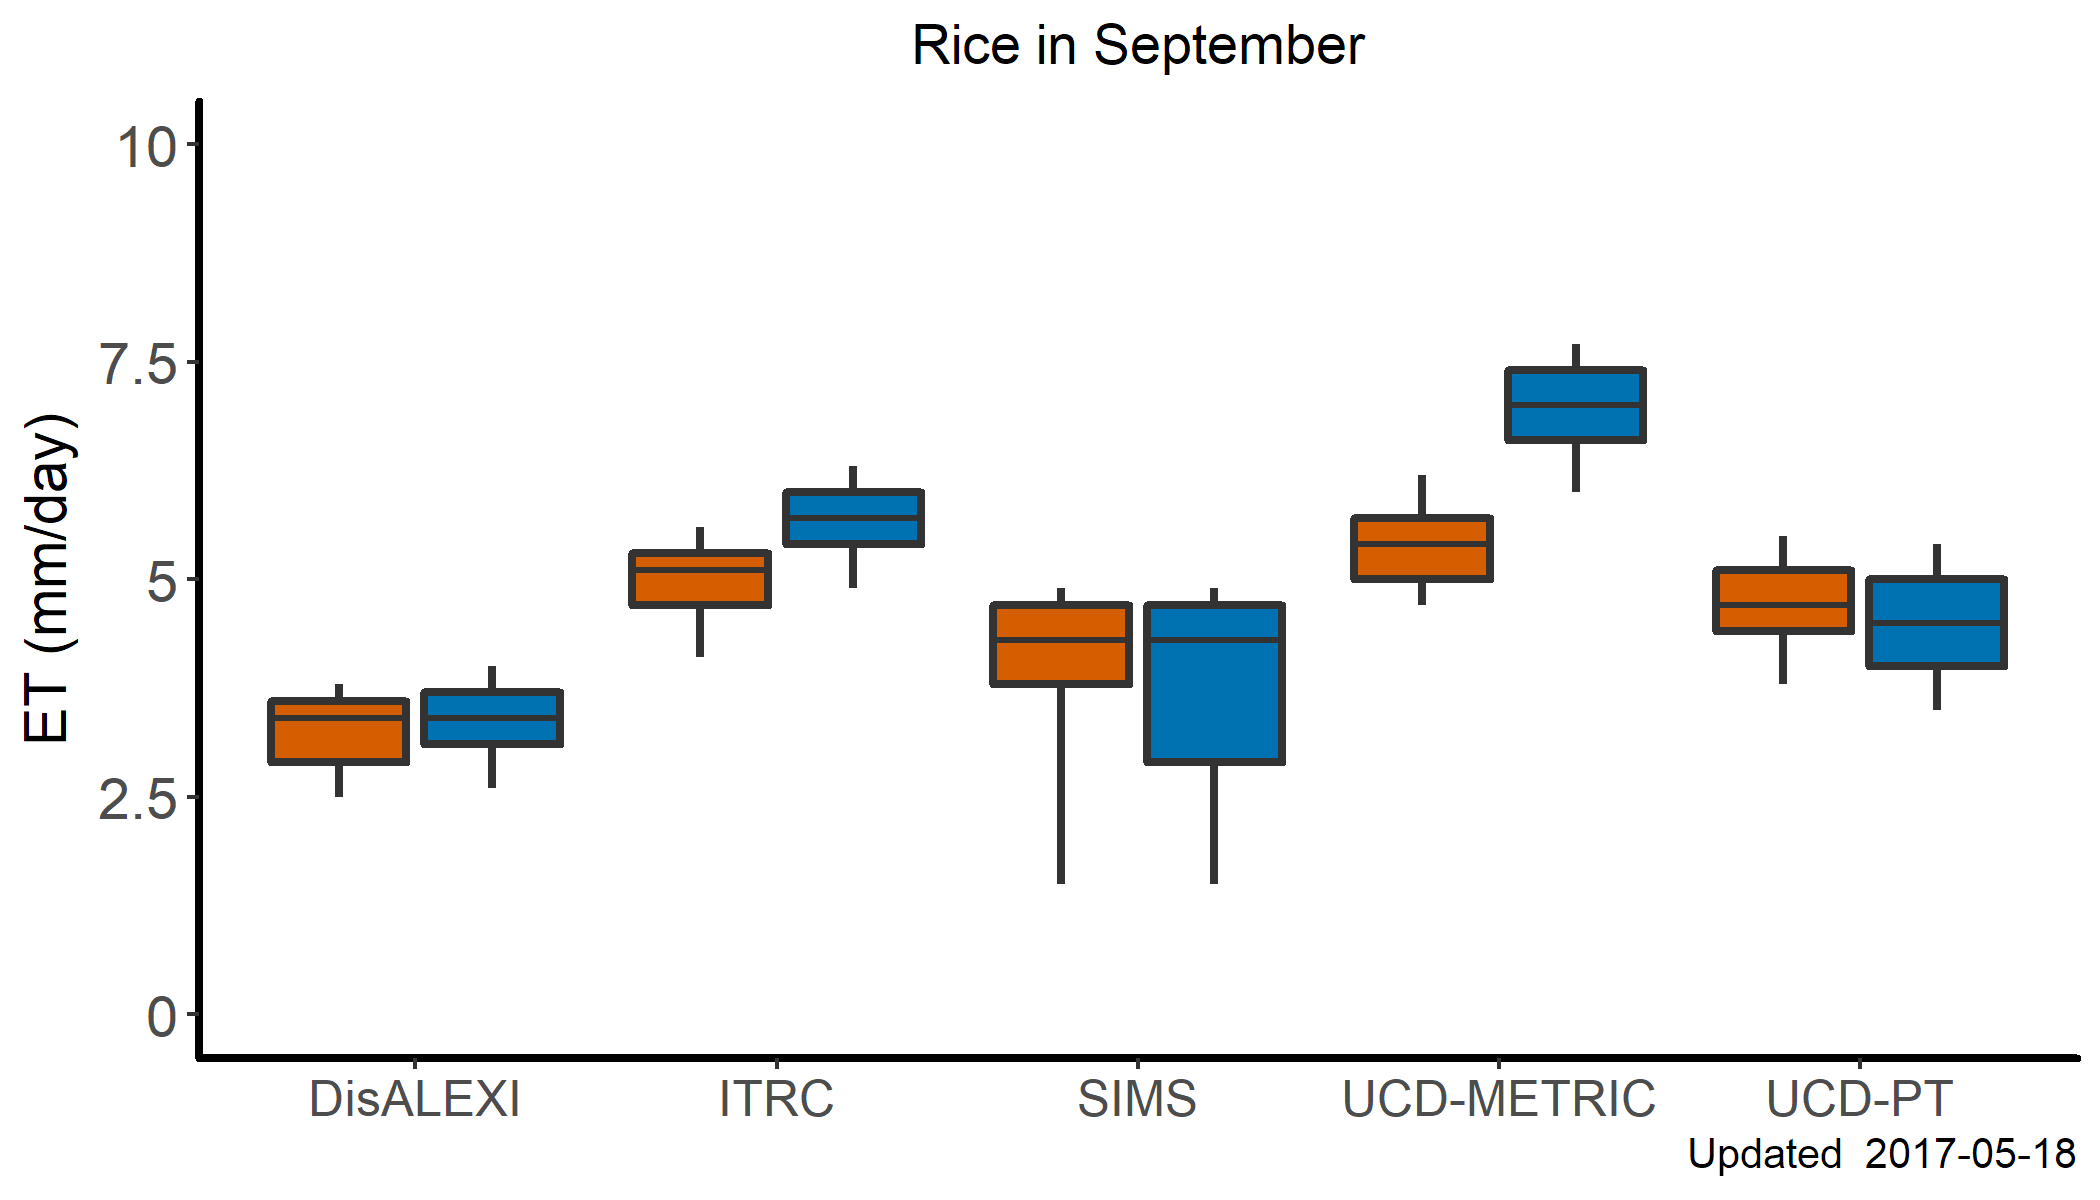 Rice in September
ET (mm/day)
10
7.5
5
2.5
0
DisALEXI ITRC SIMS UCD-METRIC UCD-PT
Updated 2017-05-18